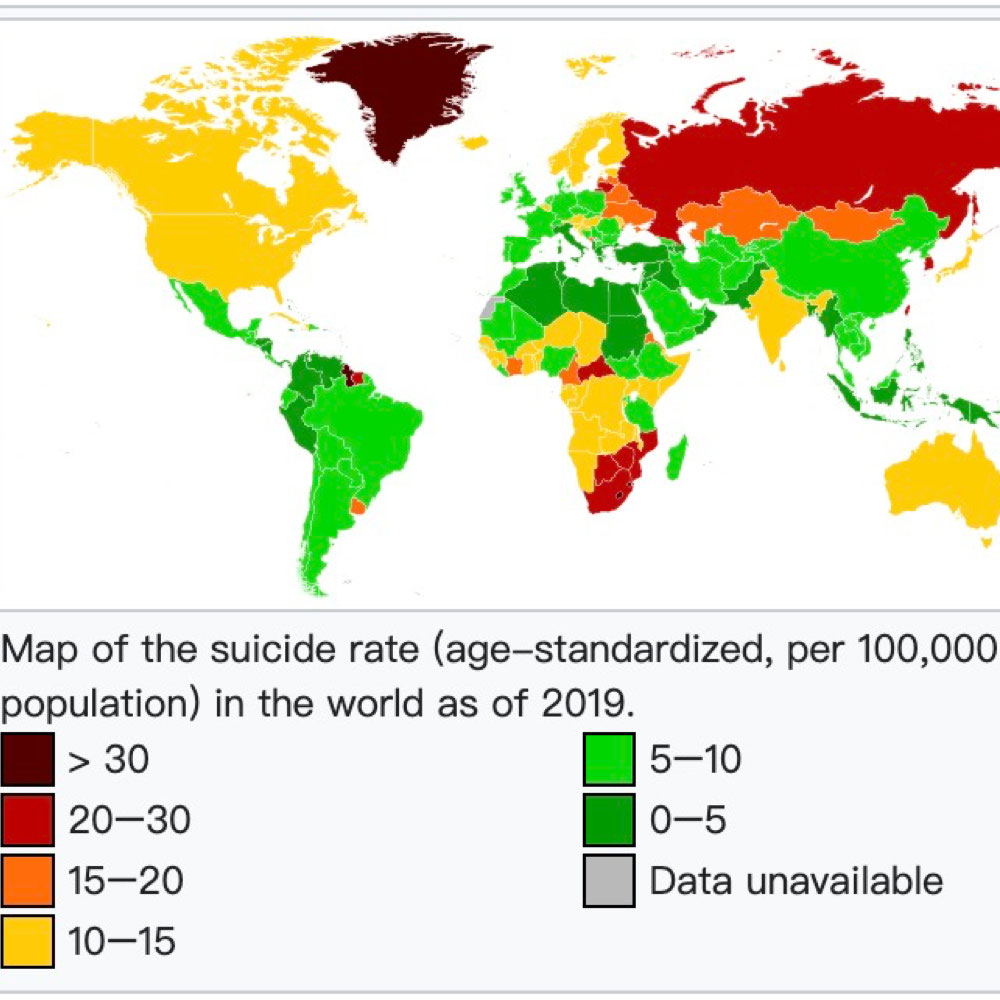 Map of the suicide rate (age–standardized, per 100,000
population) in the world as of 2019.
> 30
20—30
15—20
10—15
5—10
0—5
Data unavailable